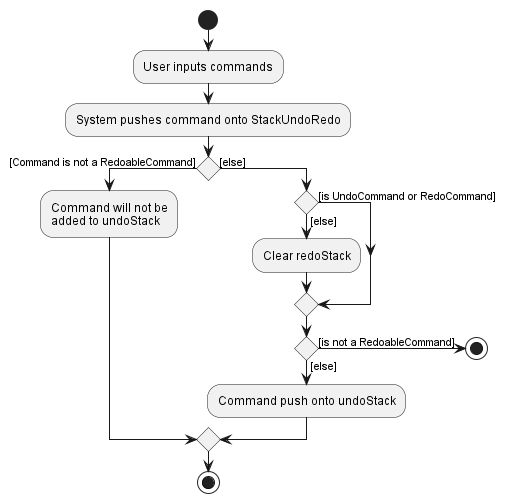 User inputs commands
System pushes command onto StackUndoRedo
[Command is not a RedoableCommand]
[else]
Command will not be
added to undoStack
[is UndoCommand or RedoCommand]
[else]
Clear redoStack
[is not a RedoableCommand]
[else]
Command push onto undoStack